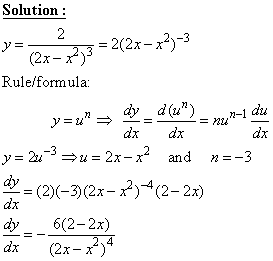 Solution :
y = 2/(2x − x²)³ = 2(2x − x²)⁻³
Rule/formula:
y = uⁿ ⇒ dy/dx = d(uⁿ)/dx = nuⁿ⁻¹ du/dx
y = 2u⁻³ ⇒ u = 2x − x² and n = −3
dy/dx = (2)(−3)(2x − x²)⁻⁴(2 − 2x)
dy/dx = − 6(2 − 2x)/(2x − x²)⁴